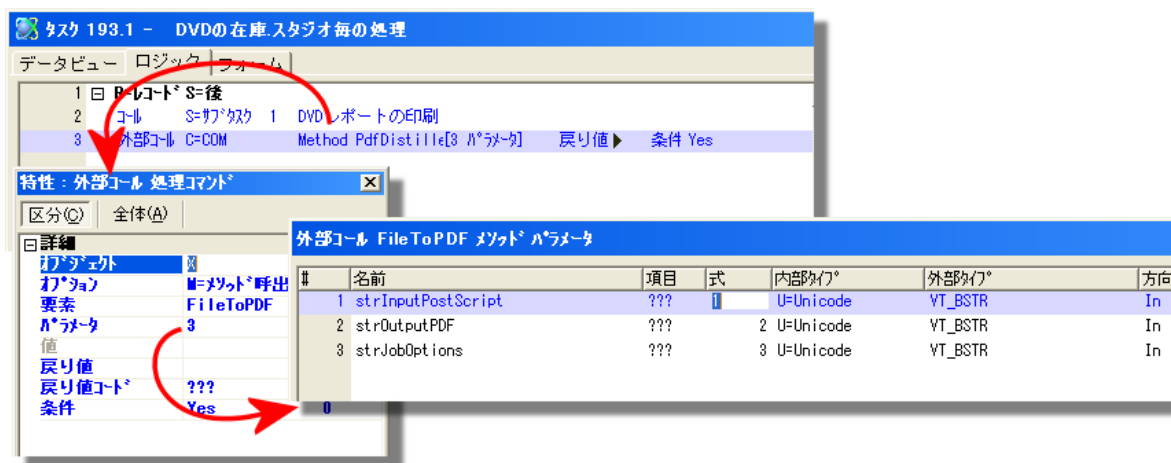 タスク 193.1 - DVDの在庫.スタジオ毎の処理
データビュー ロジック フォーム
1 R=レコード S=後
2 コール S=サブタスク 1 DVDレポートの印刷
3 外部コール C=COM Method PdfDistille[3 パラメータ] 戻り値 条件 Yes
特性 : 外部コール 処理コマンド
区分(C) 全体(A)
詳細
オブジェクト X
オプション M=メソッド呼出
要素 FileToPDF
パラメータ 3
値
戻り値
戻り値コード ???
条件 Yes 0
外部コール FileToPDF メソッド パラメータ
# 名前 項目 式 内部タイプ 外部タイプ 方向
1 strInputPostScript ??? 1 U=Unicode VT_BSTR In
2 strOutputPDF ??? 2 U=Unicode VT_BSTR In
3 strJobOptions ??? 3 U=Unicode VT_BSTR In